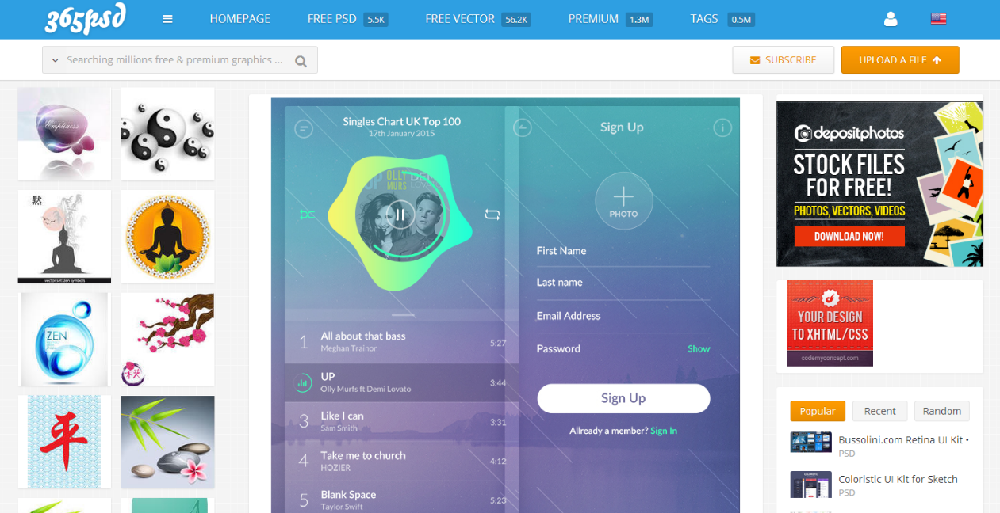 365psd
HOMEPAGE
FREE PSD 5.5K
FREE VECTOR 56.2K
PREMIUM 1.3M
TAGS 0.5M
Searching millions free & premium graphics ...
SUBSCRIBE
UPLOAD A FILE
Emptiness
vector set zen symbols
ZEN
平
Singles Chart UK Top 100
17th January 2015
OLLY
MURS
1 All about that bass 5:27
Meghan Trainor
UP 3:44
Olly Murfs ft Demi Lovato
3 Like I can 3:31
Sam Smith
4 Take me to church 4:12
HOZIER
5 Blank Space 5:23
Taylor Swift
Sign Up
PHOTO
First Name
Last name
Email Address
Password Show
Sign Up
Allready a member? Sign In
depositphotos
STOCK FILES
FOR FREE!
PHOTOS, VECTORS, VIDEOS
DOWNLOAD NOW!
YOUR DESIGN
TO XHTML/CSS
codemyconcept.com
Popular Recent Random
Bussolini.com Retina UI Kit •
PSD
Coloristic UI Kit for Sketch
PSD